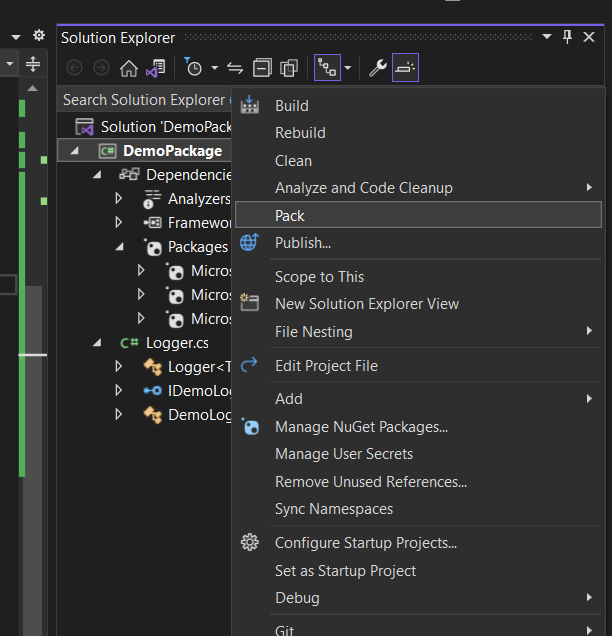 Solution Explorer
Search Solution Explorer (
Solution 'DemoPack
C# DemoPackage
Dependencie
Analyzers
Framewor
Packages
Micros
Micros
Micros
C# Logger.cs
Logger<T
IDemoLog
DemoLog
Build
Rebuild
Clean
Analyze and Code Cleanup
Pack
Publish...
Scope to This
New Solution Explorer View
File Nesting
Edit Project File
Add
Manage NuGet Packages...
Manage User Secrets
Remove Unused References...
Sync Namespaces
Configure Startup Projects...
Set as Startup Project
Debug
Git